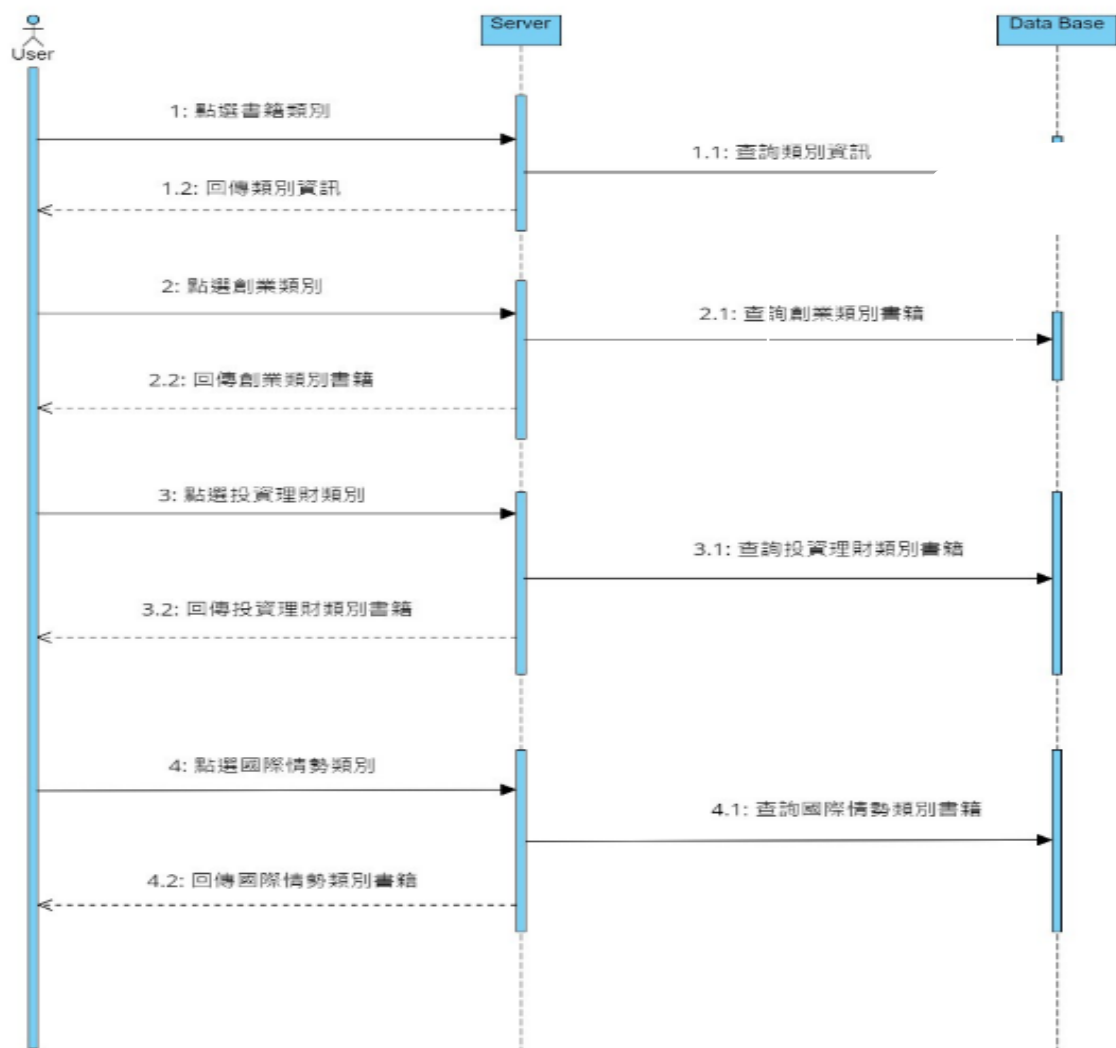 User
Server
Data Base
1: 點選書籍類別
1.1: 查詢類別資訊
1.2: 回傳類別資訊
2: 點選創業類別
2.1: 查詢創業類別書籍
2.2: 回傳創業類別書籍
3: 點選投資理財類別
3.1: 查詢投資理財類別書籍
3.2: 回傳投資理財類別書籍
4: 點選國際情勢類別
4.1: 查詢國際情勢類別書籍
4.2: 回傳國際情勢類別書籍